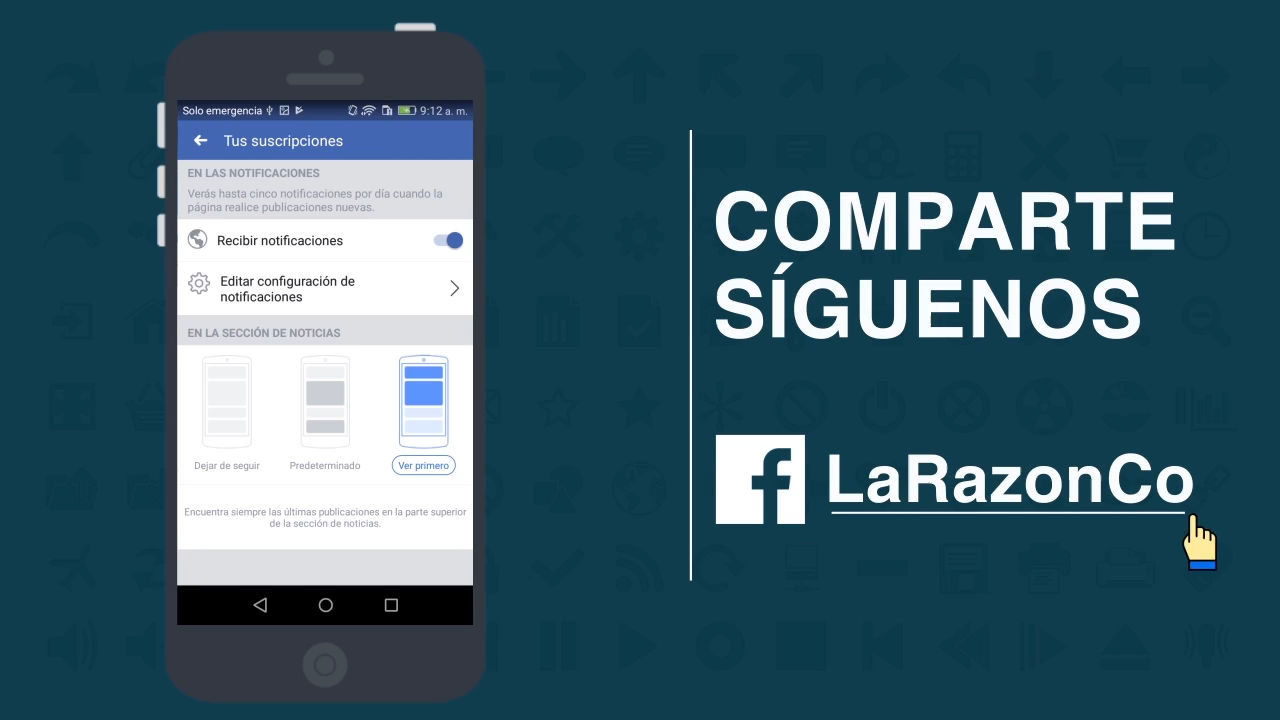 Solo emergencia
9:12 a. m.
Tus suscripciones
EN LAS NOTIFICACIONES
Verás hasta cinco notificaciones por día cuando la
página realice publicaciones nuevas.
Recibir notificaciones
Editar configuración de
notificaciones
EN LA SECCIÓN DE NOTICIAS
Dejar de seguir
Predeterminado
Ver primero
Encuentra siempre las últimas publicaciones en la parte superior
de la sección de noticias.
COMPARTE
SÍGUENOS
f
LaRazonCo